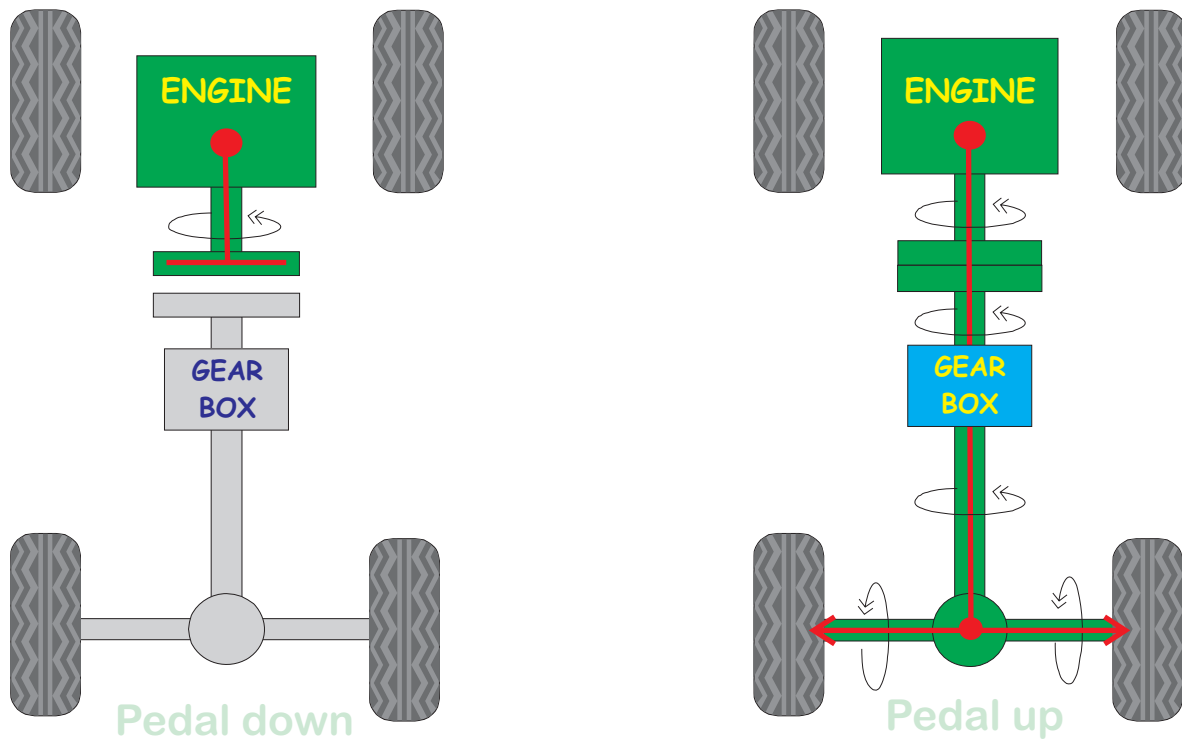 ENGINE
GEAR
BOX
Pedal down
ENGINE
GEAR
BOX
Pedal up